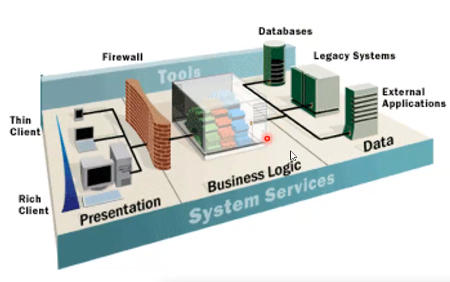 Databases
Firewall
Legacy Systems
Tools
External
Applications
Thin
Client
Data
Business Logic
Rich
Client
Presentation
System Services